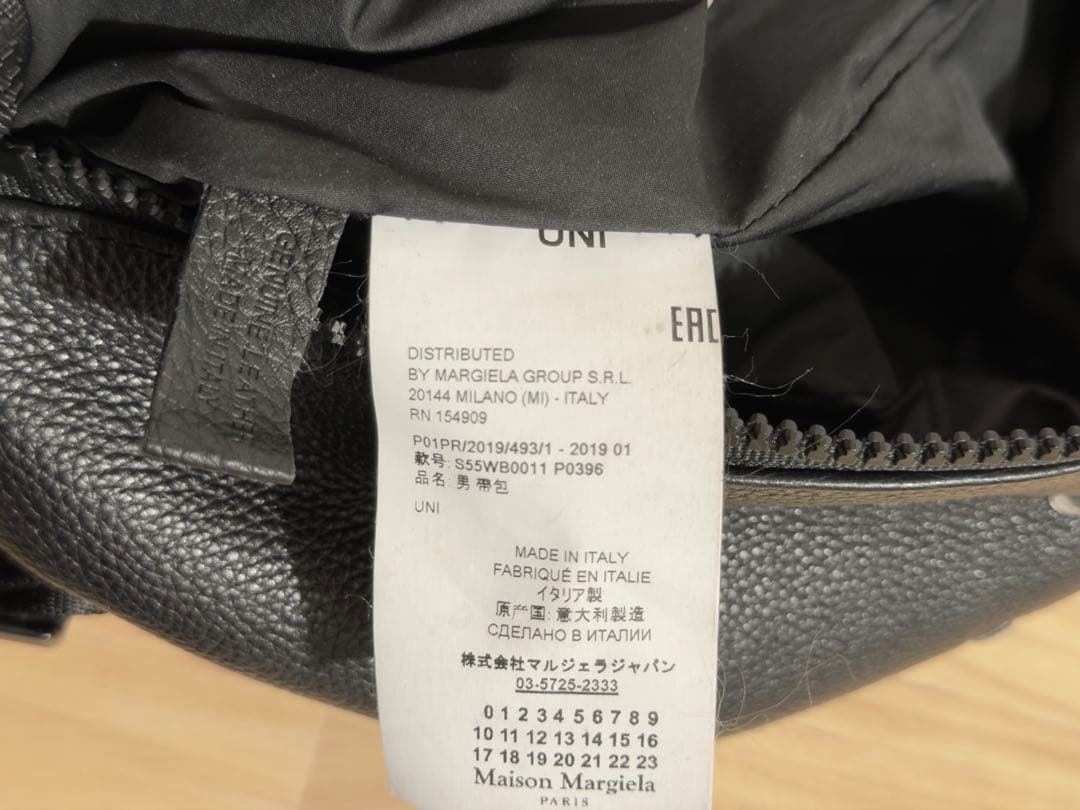 GENUINE LEATHER
MADE IN ITALY
UNI
EAC
DISTRIBUTED
BY MARGIELA GROUP S.R.L.
20144 MILANO (MI) - ITALY
RN 154909
P01PR/2019/493/1 - 2019 01
款号: S55WB0011 P0396
品名: 男 帶包
UNI
MADE IN ITALY
FABRIQUÉ EN ITALIE
イタリア製
原产国: 意大利製造
СДЕЛАНО В ИТАЛИИ
株式会社マルジェラジャパン
03-5725-2333
0 1 2 3 4 5 6 7 8 9
10 11 12 13 14 15 16
17 18 19 20 21 22 23
Maison Margiela
PARIS